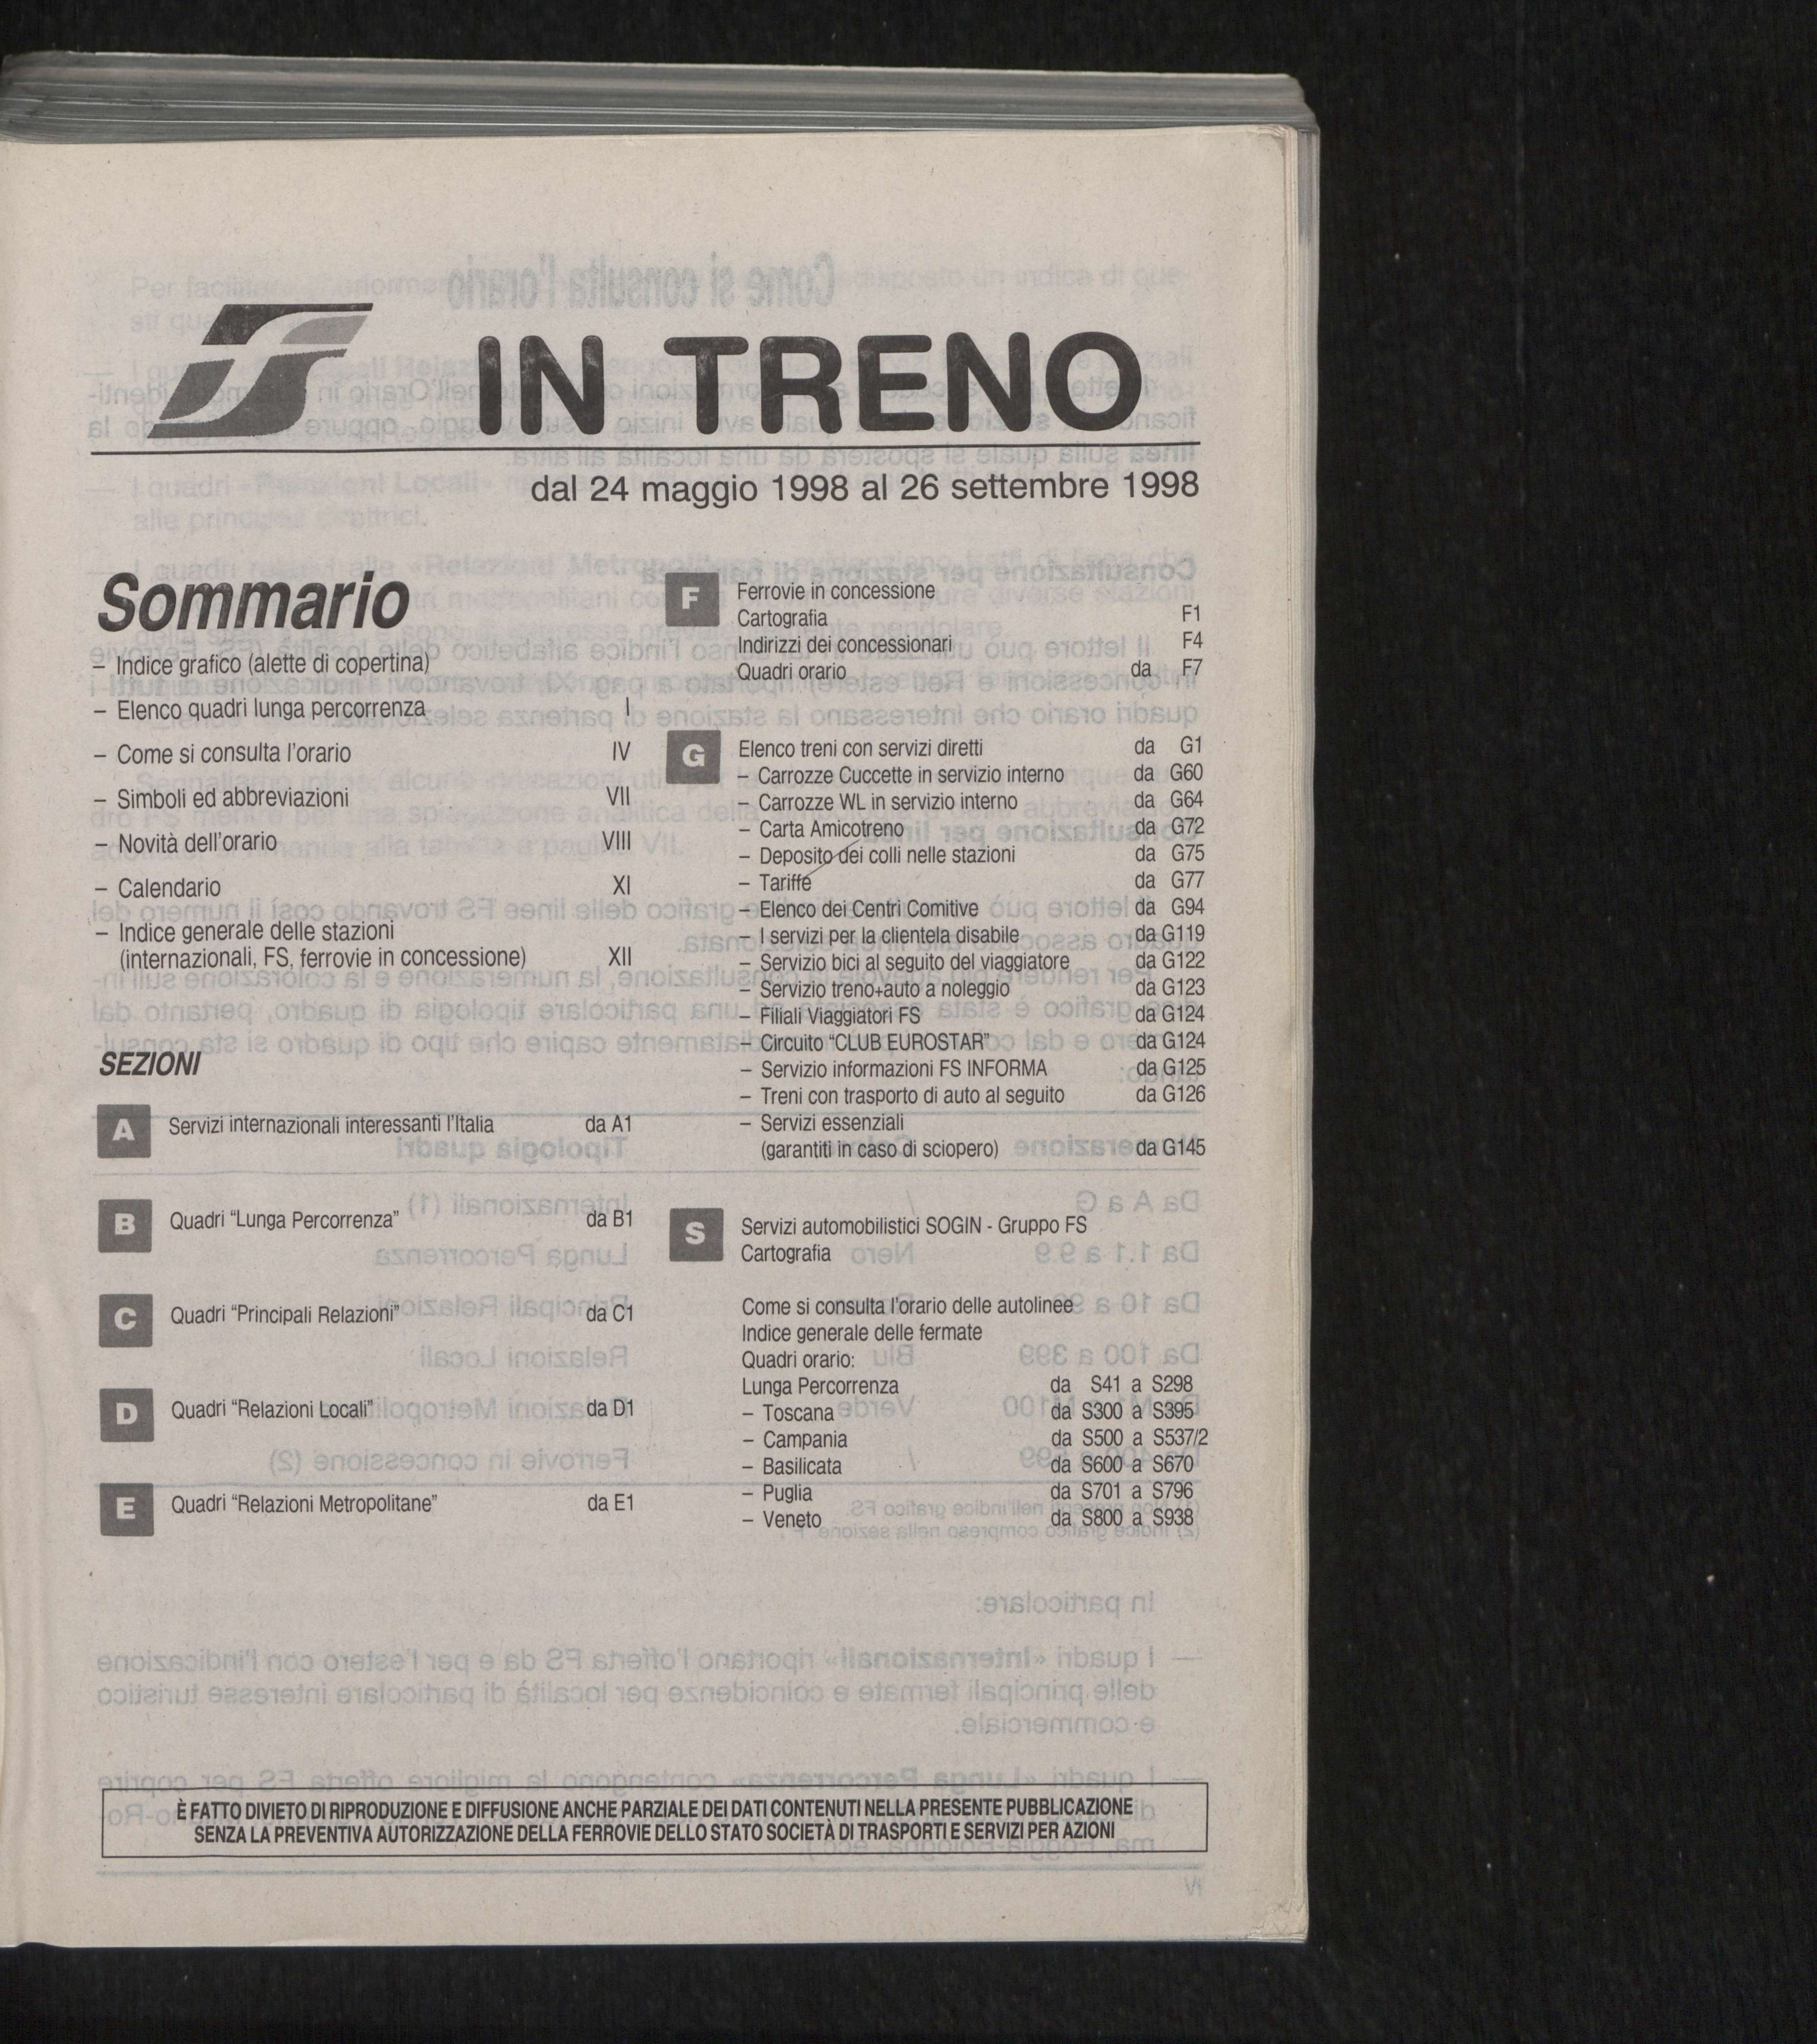 IN TRENO
dal 24 maggio 1998 al 26 settembre 1998
Sommario
– Indice grafico (alette di copertina)
– Elenco quadri lunga percorrenza I
– Come si consulta l'orario IV
– Simboli ed abbreviazioni VII
– Novità dell'orario VIII
– Calendario XI
– Indice generale delle stazioni
(internazionali, FS, ferrovie in concessione) XII
SEZIONI
A Servizi internazionali interessanti l'Italia da A1
B Quadri “Lunga Percorrenza” da B1
C Quadri “Principali Relazioni” da C1
D Quadri “Relazioni Locali” da D1
E Quadri “Relazioni Metropolitane” da E1
F Ferrovie in concessione
Cartografia F1
Indirizzi dei concessionari F4
Quadri orario da F7
G Elenco treni con servizi diretti da G1
– Carrozze Cuccette in servizio interno da G60
– Carrozze WL in servizio interno da G64
– Carta Amicotreno da G72
– Deposito dei colli nelle stazioni da G75
– Tariffe da G77
– Elenco dei Centri Comitive da G94
– I servizi per la clientela disabile da G119
– Servizio bici al seguito del viaggiatore da G122
– Servizio treno+auto a noleggio da G123
– Filiali Viaggiatori FS da G124
– Circuito “CLUB EUROSTAR” da G124
– Servizio informazioni FS INFORMA da G125
– Treni con trasporto di auto al seguito da G126
– Servizi essenziali
(garantiti in caso di sciopero) da G145
S Servizi automobilistici SOGIN - Gruppo FS
Cartografia
Come si consulta l'orario delle autolinee
Indice generale delle fermate
Quadri orario:
Lunga Percorrenza da S41 a S298
– Toscana da S300 a S395
– Campania da S500 a S537/2
– Basilicata da S600 a S670
– Puglia da S701 a S796
– Veneto da S800 a S938
È FATTO DIVIETO DI RIPRODUZIONE E DIFFUSIONE ANCHE PARZIALE DEI DATI CONTENUTI NELLA PRESENTE PUBBLICAZIONE
SENZA LA PREVENTIVA AUTORIZZAZIONE DELLA FERROVIE DELLO STATO SOCIETÀ DI TRASPORTI E SERVIZI PER AZIONI